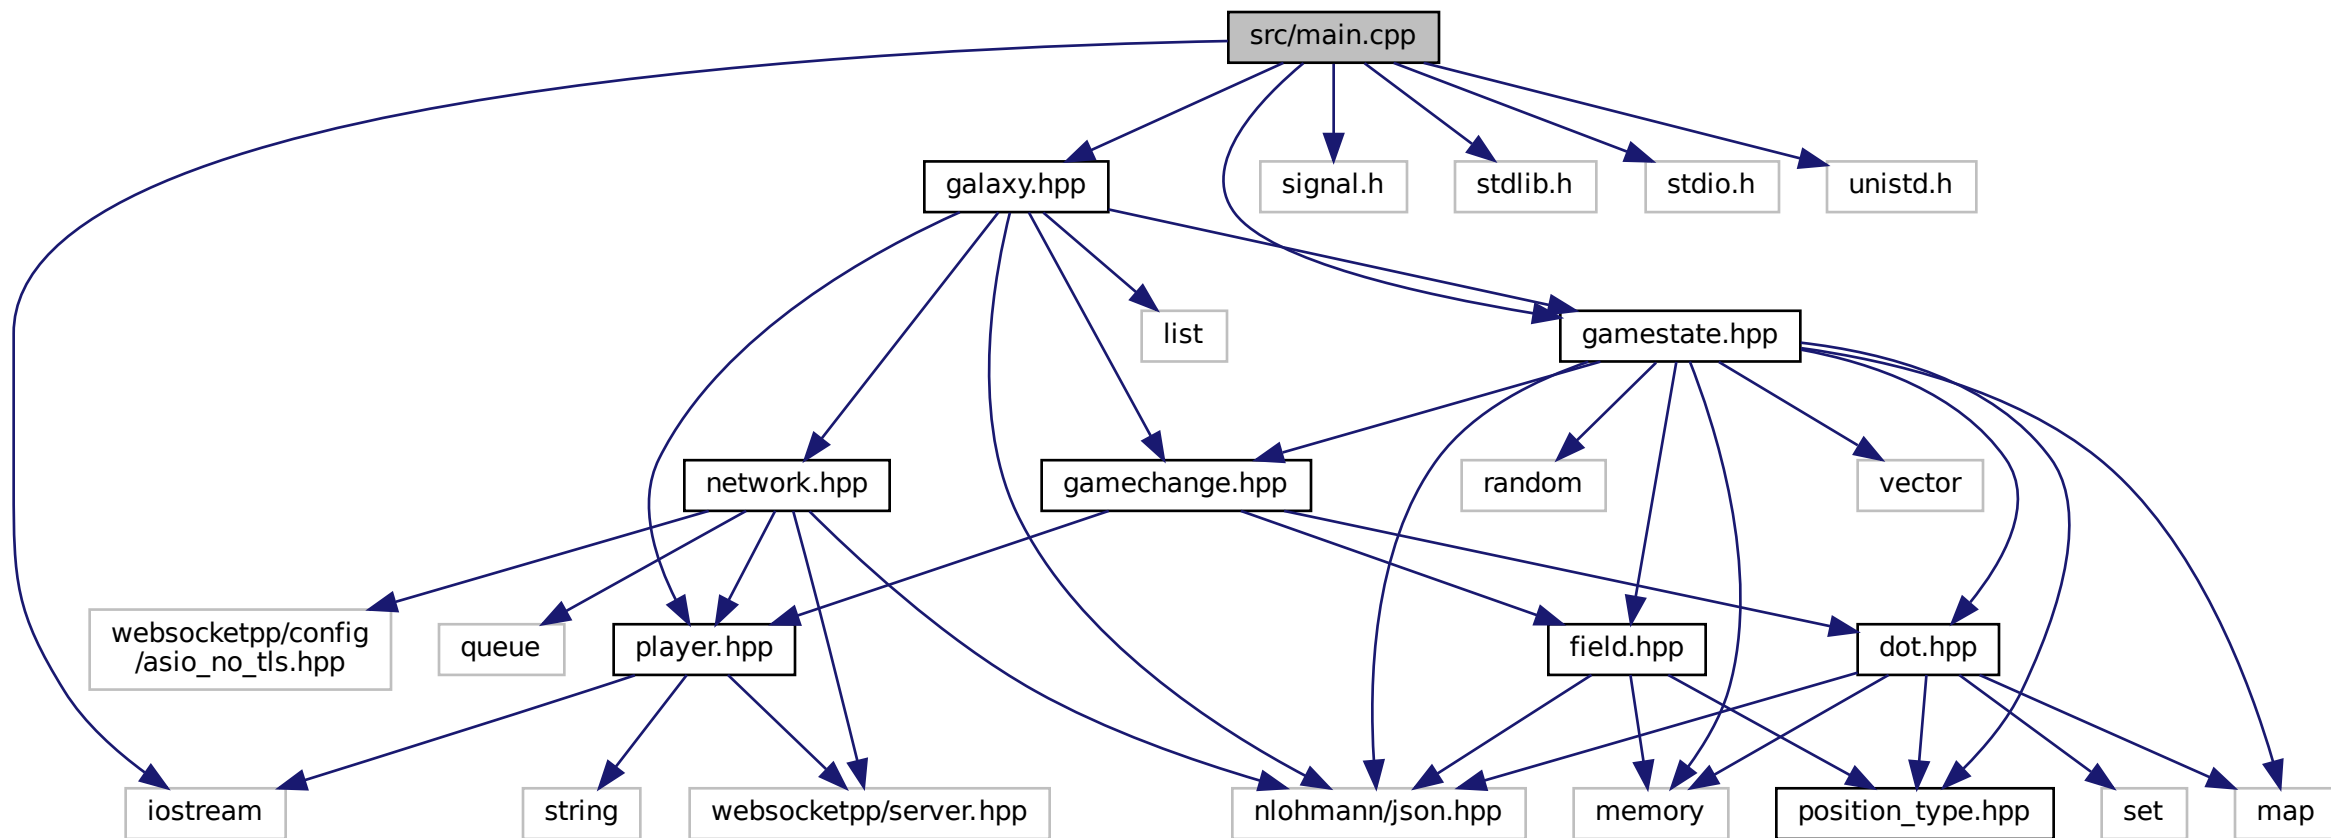 src/main.cpp
galaxy.hpp
signal.h
stdlib.h
stdio.h
unistd.h
list
gamestate.hpp
network.hpp
gamechange.hpp
random
vector
websocketpp/config
/asio_no_tls.hpp
queue
player.hpp
field.hpp
dot.hpp
iostream
string
websocketpp/server.hpp
nlohmann/json.hpp
memory
position_type.hpp
set
map